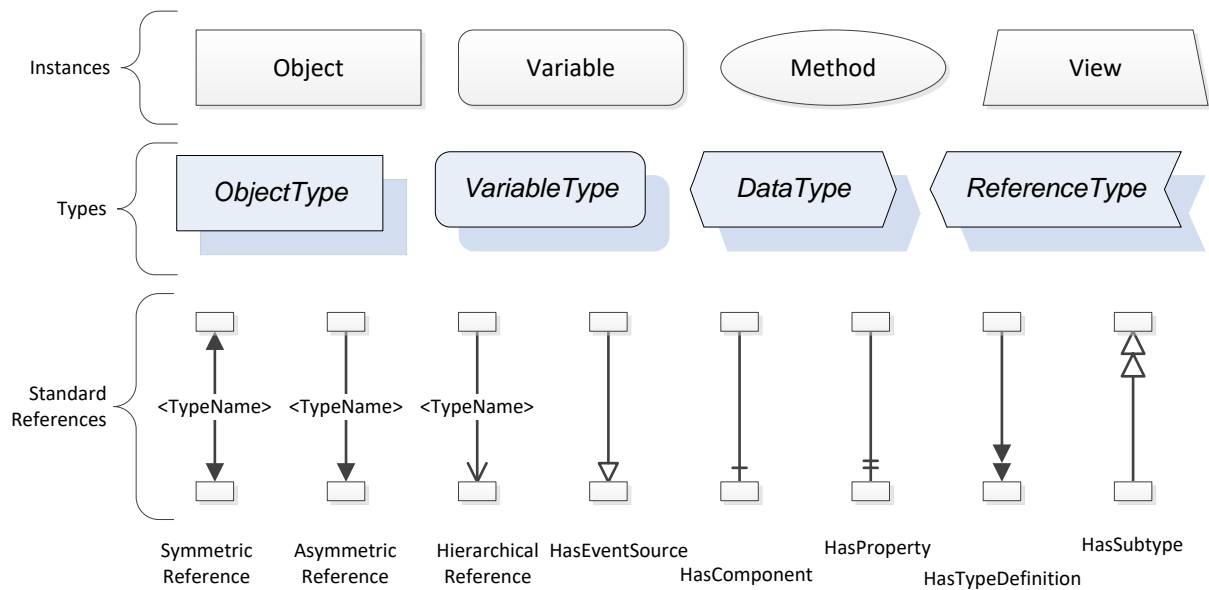 Instances
Object
Variable
Method
View
Types
ObjectType
VariableType
DataType
ReferenceType
Standard
References
<TypeName>
<TypeName>
<TypeName>
Symmetric
Reference
Asymmetric
Reference
Hierarchical
Reference
HasEventSource
HasComponent
HasProperty
HasTypeDefinition
HasSubtype